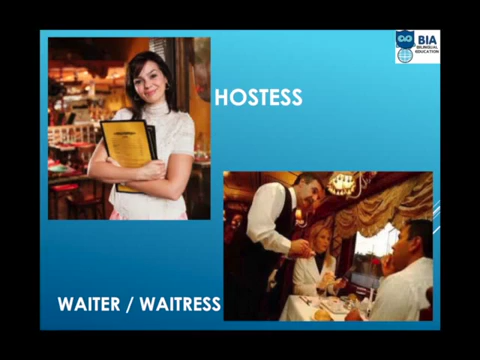 BIA
BILINGUAL
EDUCATION
HOSTESS
WAITER / WAITRESS